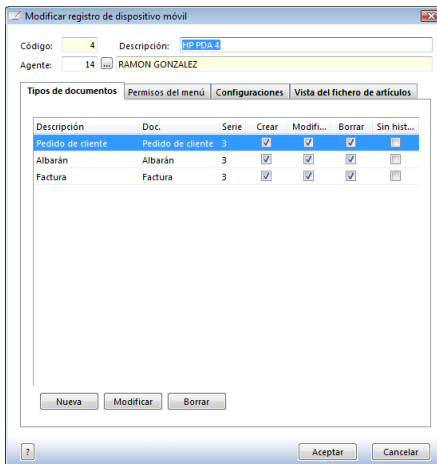 Modificar registro de dispositivo móvil
Código: 4 Descripción: HP PDA 4
Agente: 14 ... RAMON GONZALEZ
Tipos de documentos Permisos del menú Configuraciones Vista del fichero de artículos
Descripción Doc. Serie Crear Modifi... Borrar Sin hist...
Pedido de cliente Pedido de cliente 3
Albarán Albarán 3
Factura Factura 3
Nueva Modificar Borrar
? Aceptar Cancelar